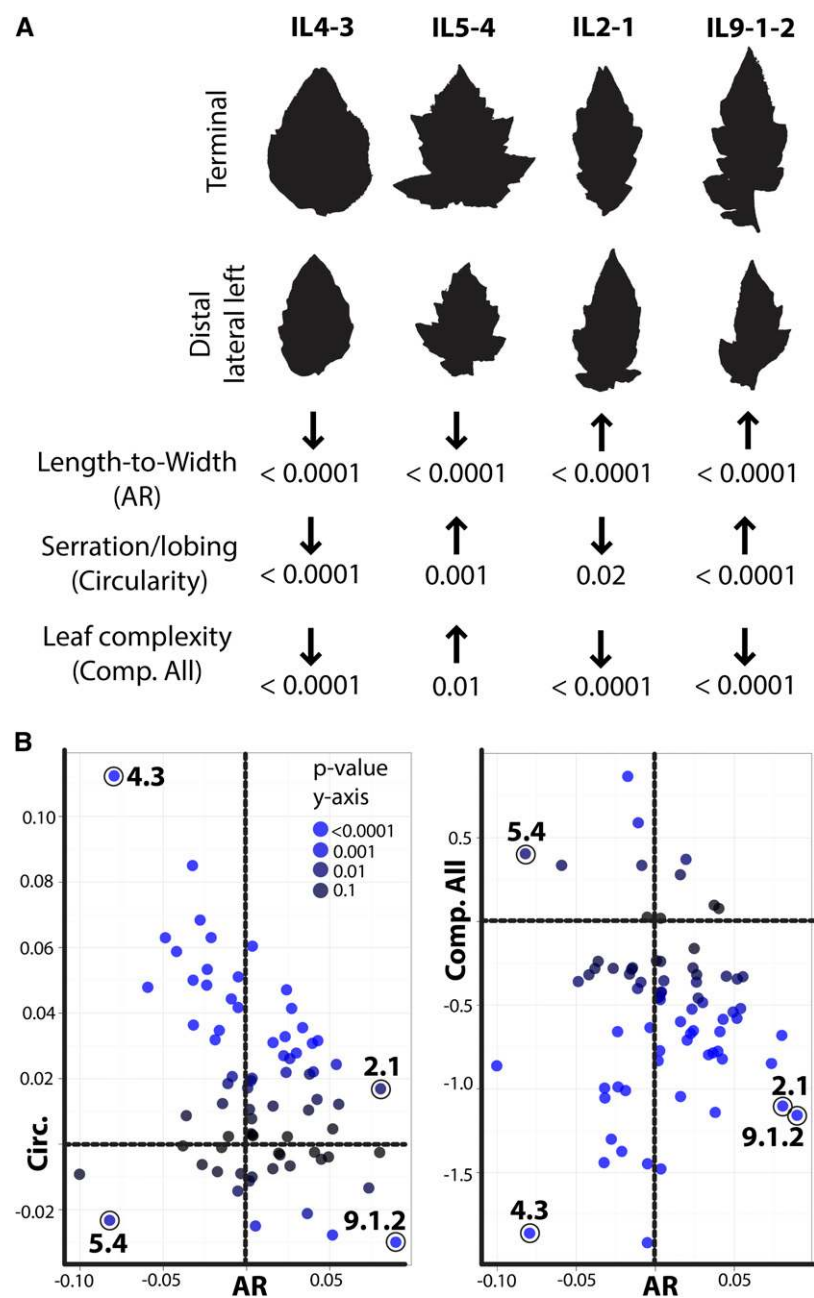 A
IL4-3 IL5-4 IL2-1 IL9-1-2
Terminal
Distal
lateral left
Length-to-Width
(AR)
< 0.0001 < 0.0001 < 0.0001 < 0.0001
Serration/lobing
(Circularity)
< 0.0001 0.001 0.02 < 0.0001
Leaf complexity
(Comp. All)
< 0.0001 0.01 < 0.0001 < 0.0001
B
4.3
p-value
y-axis
<0.0001
0.001
0.01
0.1
2.1
5.4
9.1.2
Circ.
0.10
0.08
0.06
0.04
0.02
0
-0.02
-0.10 -0.05 0 0.05
AR
5.4
2.1
9.1.2
4.3
Comp. All
0.5
0
-0.5
-1.0
-1.5
-0.10 -0.05 0 0.05
AR